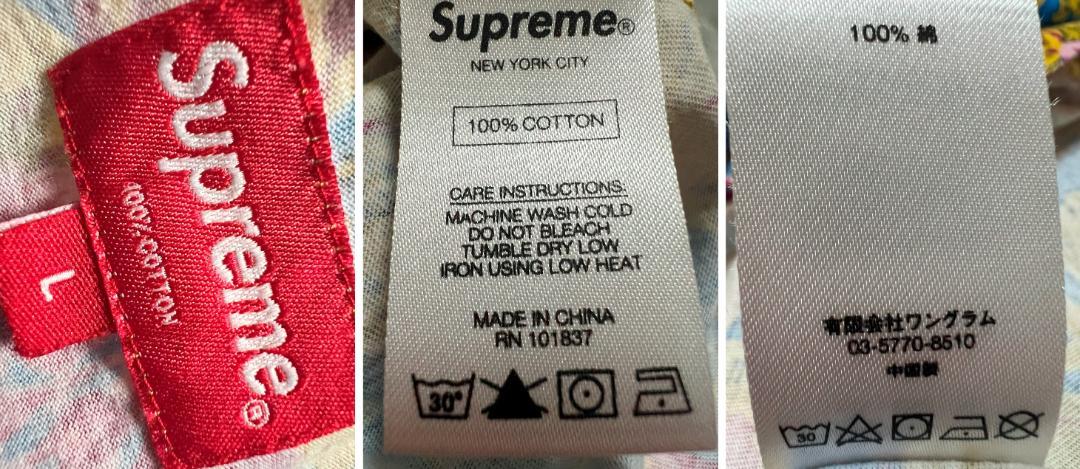 Supreme®
100% COTTON
L
Supreme®
NEW YORK CITY
100% COTTON
CARE INSTRUCTIONS:
MACHINE WASH COLD
DO NOT BLEACH
TUMBLE DRY LOW
IRON USING LOW HEAT
MADE IN CHINA
RN 101837
30°
100% 綿
有限会社ワングラム
03-5770-8510
中国製
30